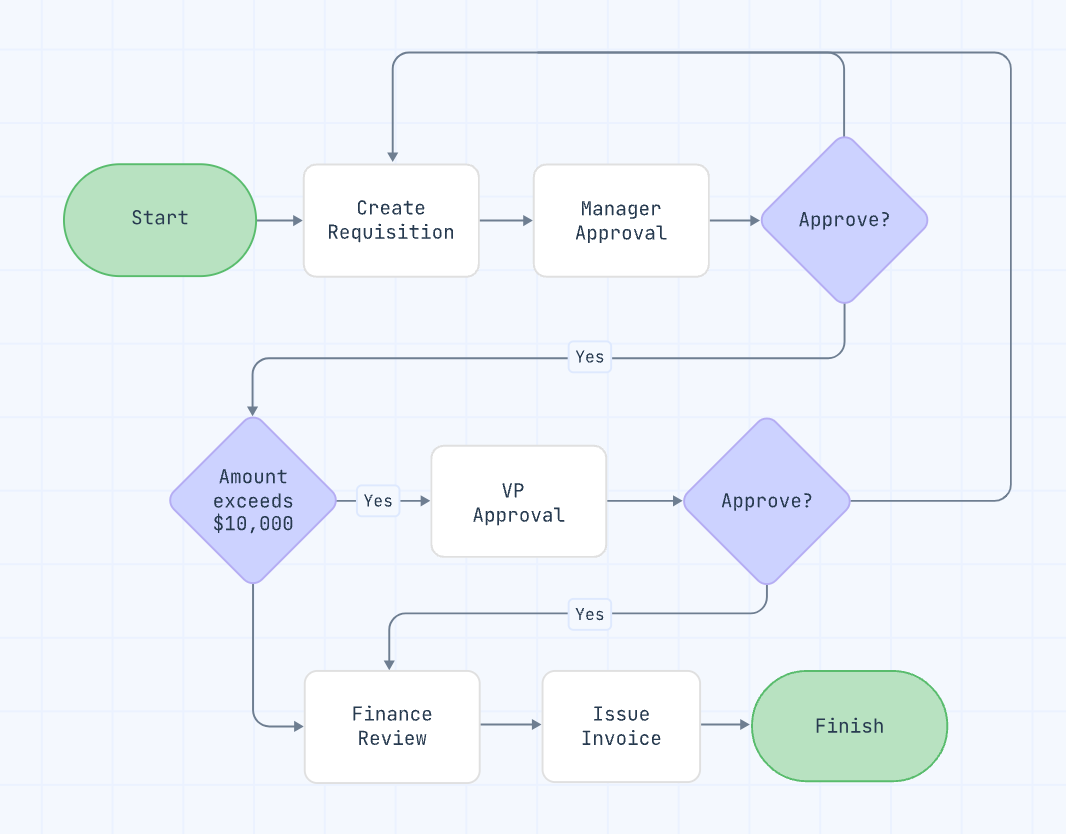 Start
Create
Requisition
Manager
Approval
Approve?
Yes
Amount
exceeds
$10,000
Yes
VP
Approval
Approve?
Yes
Finance
Review
Issue
Invoice
Finish